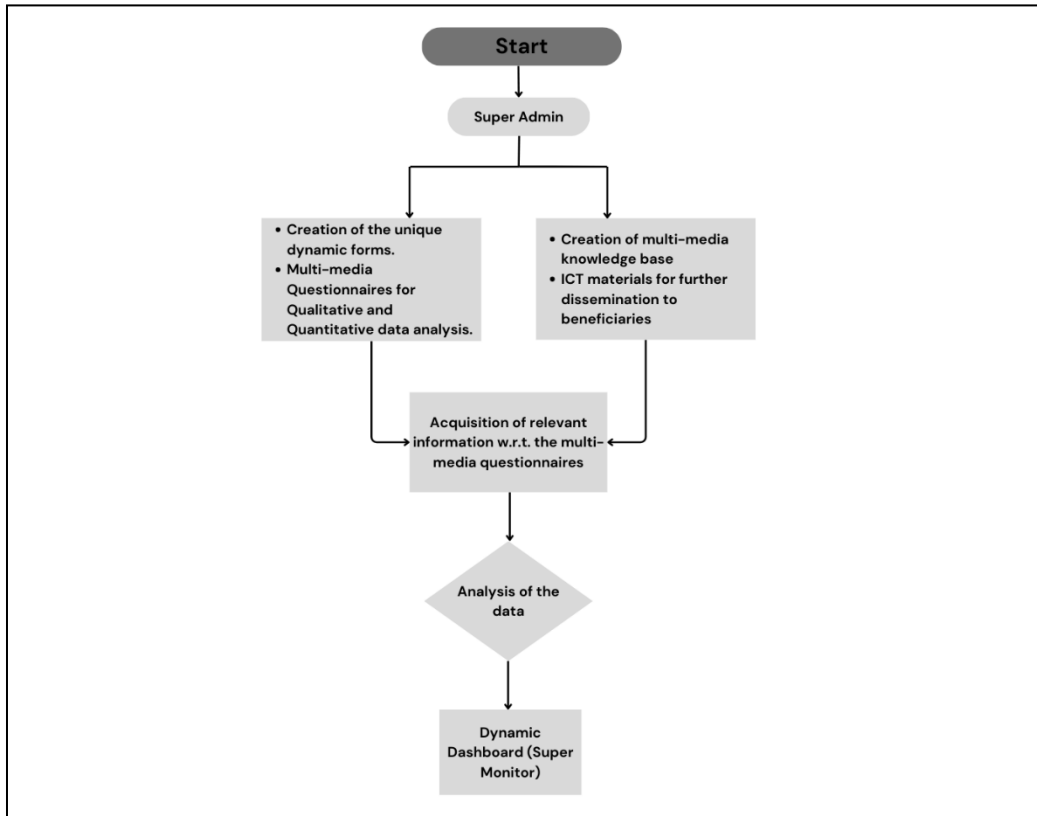 Start
Super Admin
• Creation of the unique
dynamic forms.
• Multi-media
Questionnaires for
Qualitative and
Quantitative data analysis.
• Creation of multi-media
knowledge base
• ICT materials for further
dissemination to
beneficiaries
Acquisition of relevant
information w.r.t. the multi-
media questionnaires
Analysis of the
data
Dynamic
Dashboard (Super
Monitor)